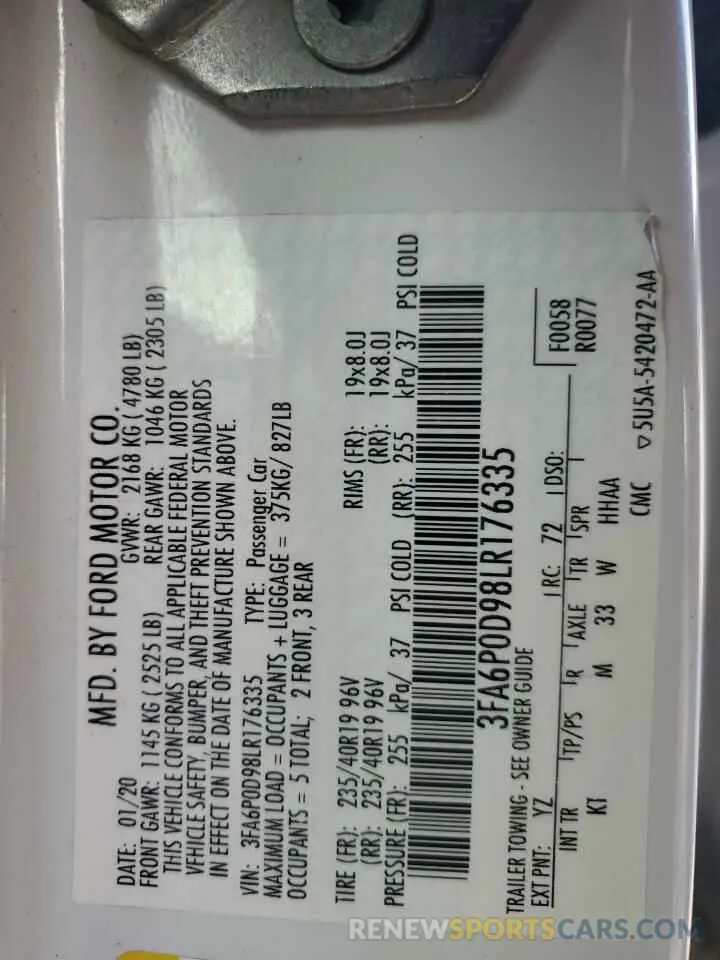 MFD. BY FORD MOTOR CO.
DATE: 01/20 GVWR: 2168 KG ( 4780 LB)
FRONT GAWR: 1145 KG ( 2525 LB) REAR GAWR: 1046 KG ( 2305 LB)
THIS VEHICLE CONFORMS TO ALL APPLICABLE FEDERAL MOTOR
VEHICLE SAFETY, BUMPER, AND THEFT PREVENTION STANDARDS
IN EFFECT ON THE DATE OF MANUFACTURE SHOWN ABOVE.
VIN: 3FA6P0D98LR176335 TYPE: Passenger Car
MAXIMUM LOAD = OCCUPANTS + LUGGAGE = 375KG/ 827LB
OCCUPANTS = 5 TOTAL; 2 FRONT, 3 REAR
TIRE (FR): 235/40R19 96V RIMS (FR): 19x8.0J
(RR): 235/40R19 96V (RR): 19x8.0J
PRESSURE (FR): 255 kPa/ 37 PSI COLD (RR): 255 kPa/ 37 PSI COLD
3FA6P0D98LR176335
TRAILER TOWING - SEE OWNER GUIDE
EXT PNT: YZ RC: 72 DSO: F0058
R0077
INT TR TP/PS R AXLE TR SPR
KT M 33 W HHAA
CMC ▽5U5A-5420472-AA
RENEWSPORTSCARS.COM